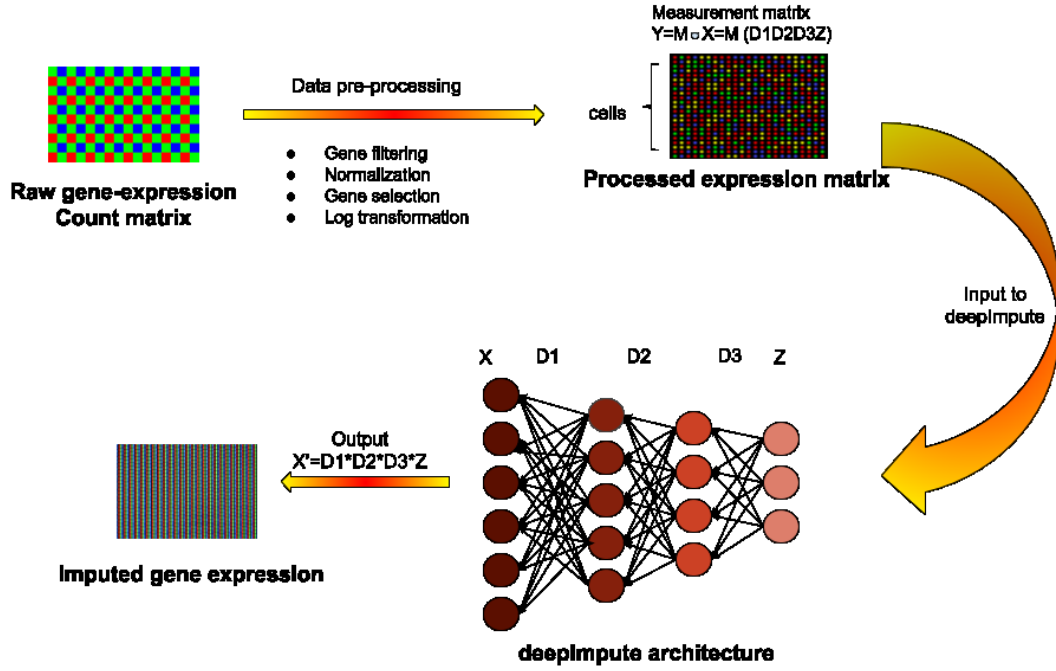 Measurement matrix
Y=M∘X=M (D1D2D3Z)
Data pre-processing
cells
Gene filtering
Normalization
Gene selection
Log transformation
Raw gene-expression
Count matrix
Processed expression matrix
Input to
deepImpute
X D1 D2 D3 Z
Output
X'=D1*D2*D3*Z
Imputed gene expression
deepImpute architecture